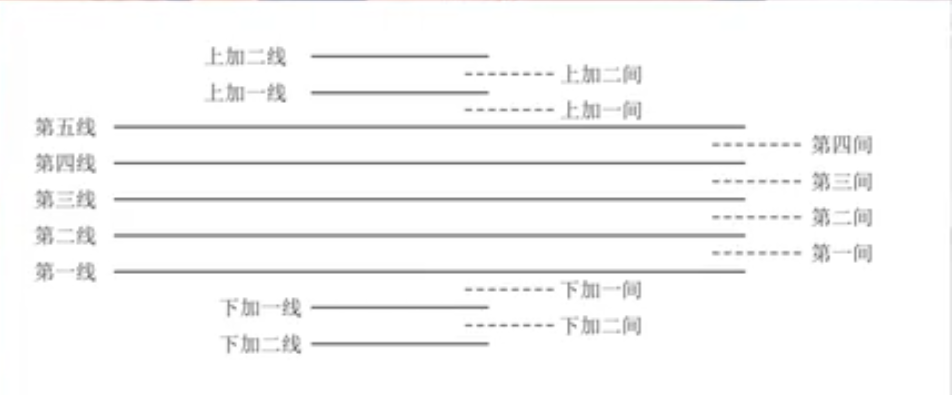 上加二线
上加二间
上加一线
上加一间
第五线
第四间
第四线
第三间
第三线
第二间
第二线
第一间
第一线
下加一间
下加一线
下加二间
下加二线